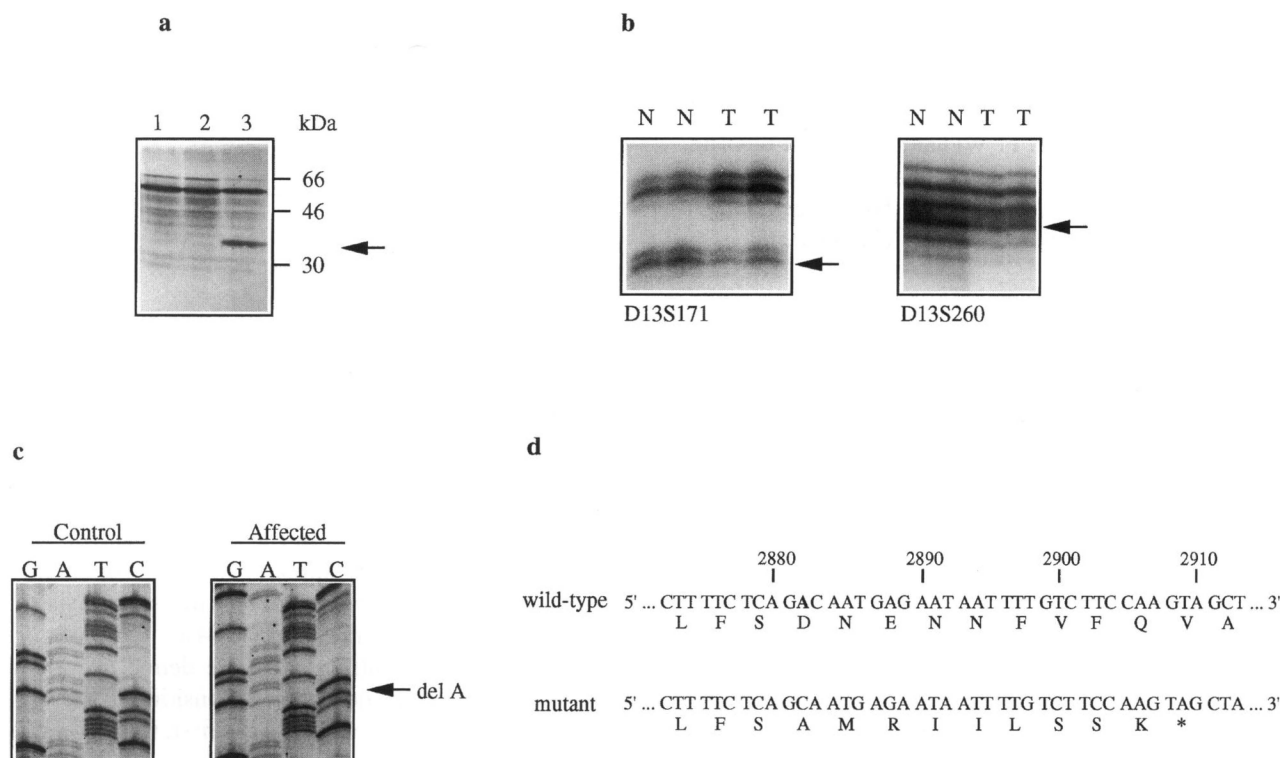 a
1 2 3 kDa
66
46
30
b
N N T T
D13S171
N N T T
D13S260
c
Control
G A T C
Affected
G A T C
del A
d
2880 2890 2900 2910
wild-type 5' ... CTT TTC TCA GAC AAT GAG AAT AAT TTT GTC TTC CAA GTA GCT ... 3'
L F S D N E N N F V F Q V A
mutant 5' ... CTT TTC TCA GCA ATG AGA ATA ATT TTG TCT TCC AAG TAG CTA ... 3'
L F S A M R I I L S S K *